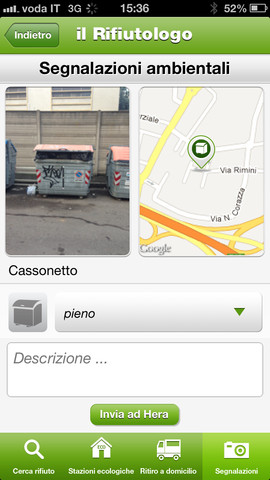 voda IT 3G 15:36 52%
Indietro
il Rifiutologo
Segnalazioni ambientali
rziale
Via Rimini
Via N. Corazza
Google
Cassonetto
pieno
Descrizione ...
Invia ad Hera
ECO
Cerca rifiuto
Stazioni ecologiche
Ritiro a domicilio
Segnalazioni